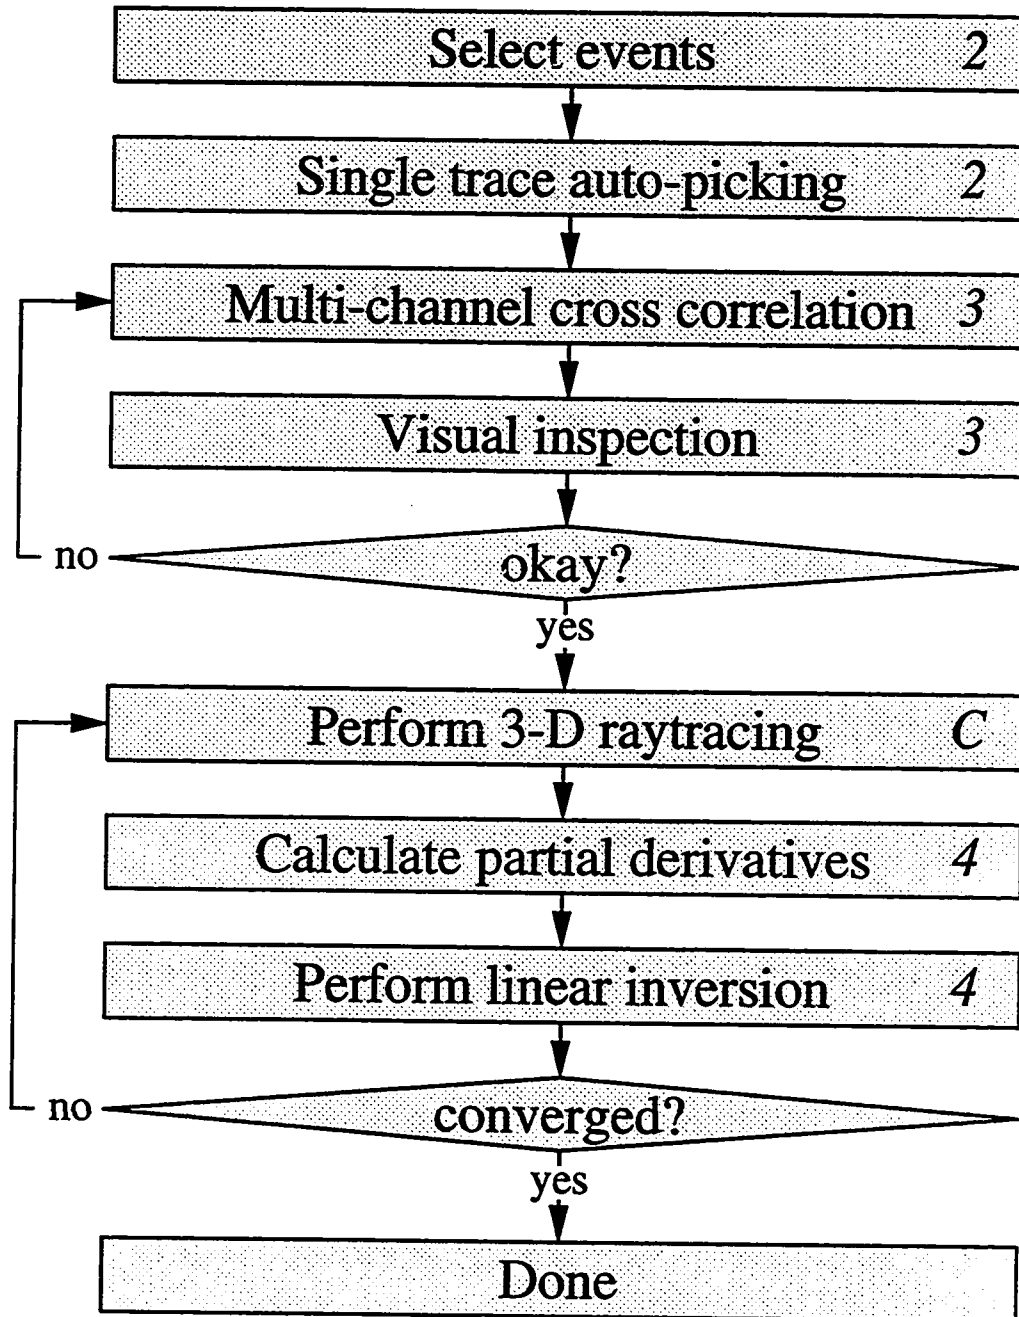 Select events 2
Single trace auto-picking 2
Multi-channel cross correlation 3
Visual inspection 3
no
okay?
yes
Perform 3-D raytracing C
Calculate partial derivatives 4
Perform linear inversion 4
no
converged?
yes
Done